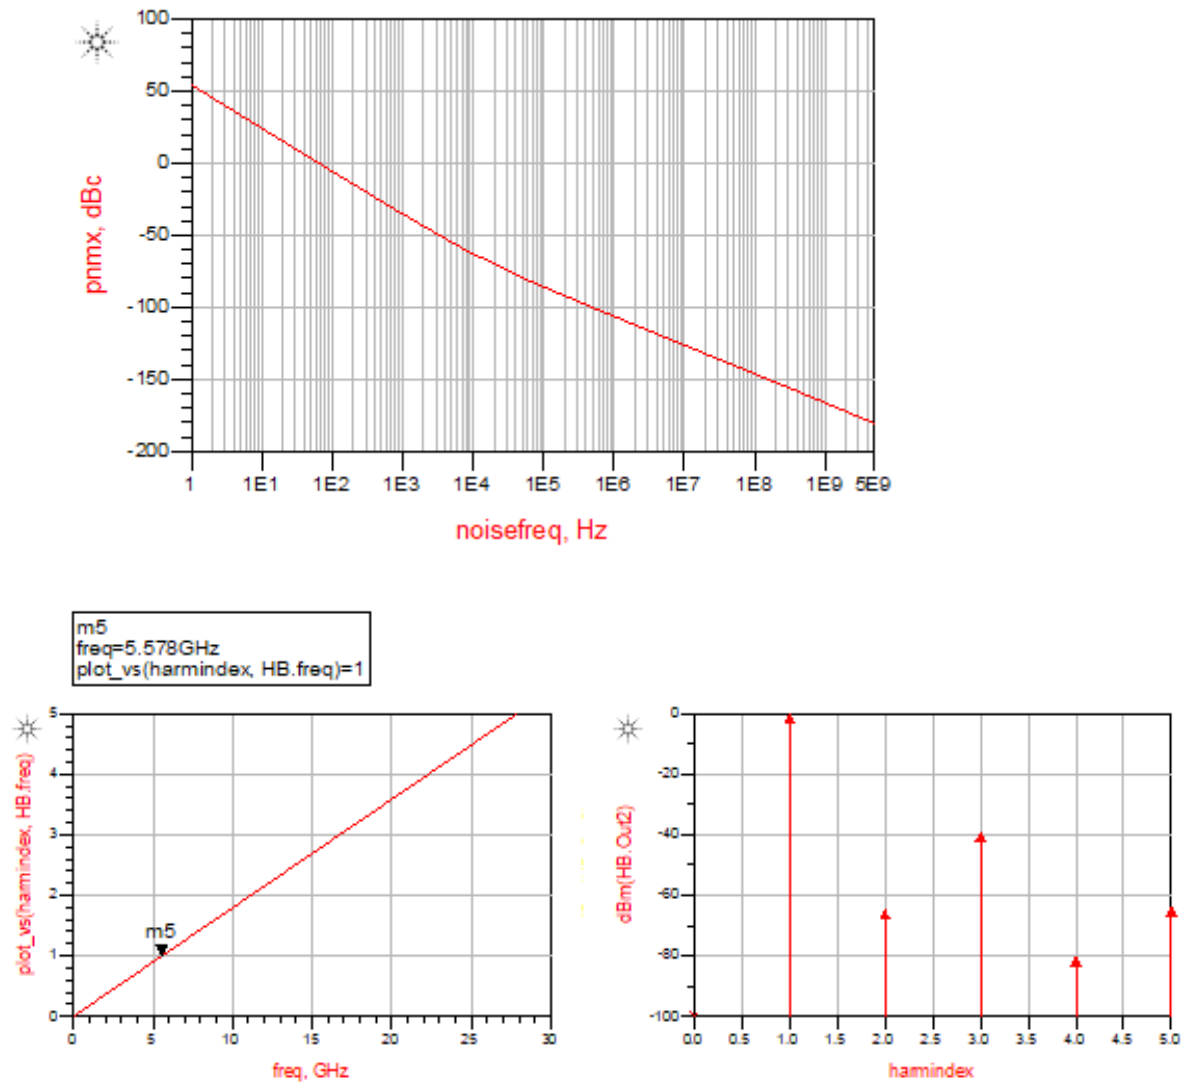 100
50
0
-50
-100
-150
-200
pnmx, dBc
1 1E1 1E2 1E3 1E4 1E5 1E6 1E7 1E8 1E9 5E9
noisefreq, Hz
m5
freq=5.578GHz
plot_vs(harmindex, HB.freq)=1
5
4
3
2
1
0
plot_vs(harmindex, HB.freq)
m5
0 5 10 15 20 25 30
freq, GHz
0
-20
-40
-60
-80
-100
dBm(HB.Out2)
0.0 0.5 1.0 1.5 2.0 2.5 3.0 3.5 4.0 4.5 5.0
harmindex